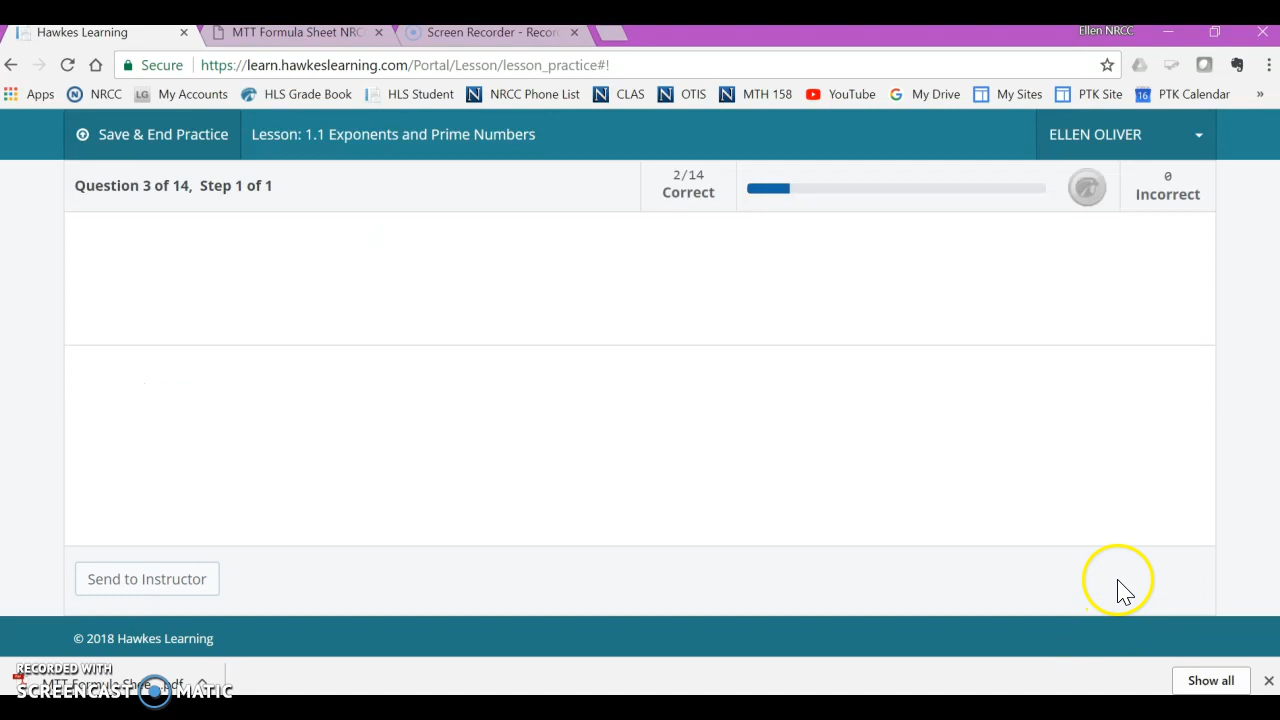 Hawkes Learning
MTT Formula Sheet NRC
Screen Recorder - Recor
Ellen NRCC
Secure
https://learn.hawkeslearning.com/Portal/Lesson/lesson_practice#!
Apps
NRCC
LG
My Accounts
HLS Grade Book
HLS Student
NRCC Phone List
CLAS
OTIS
MTH 158
YouTube
My Drive
My Sites
PTK Site
16
PTK Calendar
»
Save & End Practice
Lesson: 1.1 Exponents and Prime Numbers
ELLEN OLIVER
Question 3 of 14, Step 1 of 1
2/14
Correct
0
Incorrect
Send to Instructor
© 2018 Hawkes Learning
RECORDED WITH
SCREENCAST MATIC
MTT Formula
Show all